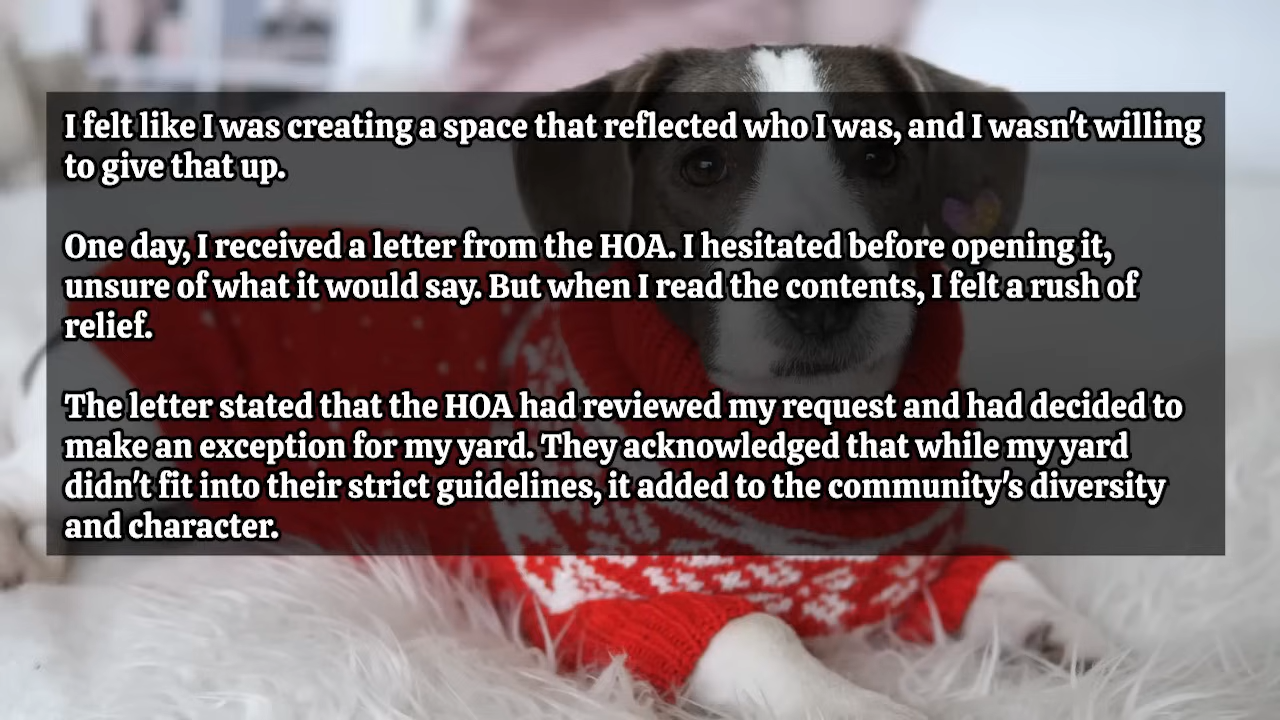 I felt like I was creating a space that reflected who I was, and I wasn't willing
to give that up.
One day, I received a letter from the HOA. I hesitated before opening it,
unsure of what it would say. But when I read the contents, I felt a rush of
relief.
The letter stated that the HOA had reviewed my request and had decided to
make an exception for my yard. They acknowledged that while my yard
didn't fit into their strict guidelines, it added to the community's diversity
and character.